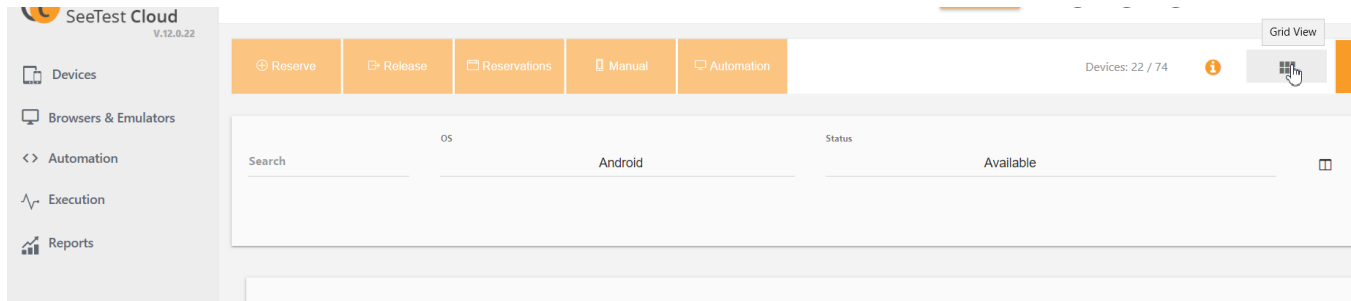 SeeTest Cloud
V.12.0.22
Grid View
Devices
Browsers & Emulators
Automation
Execution
Reports
Reserve
Release
Reservations
Manual
Automation
Devices: 22 / 74
Search
OS
Android
Status
Available